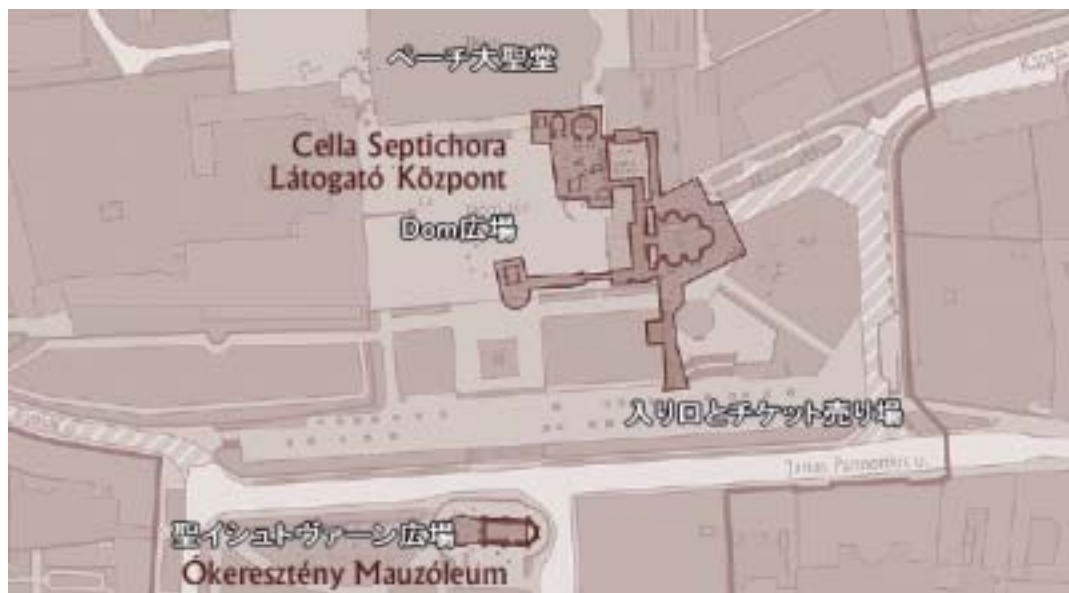 ペーチ大聖堂
Cella Septichora
Látogató Központ
Dom広場
入り口とチケット売り場
Janus Pannonius u.
聖イシュトヴァーン広場
Ókeresztény Mauzóleum